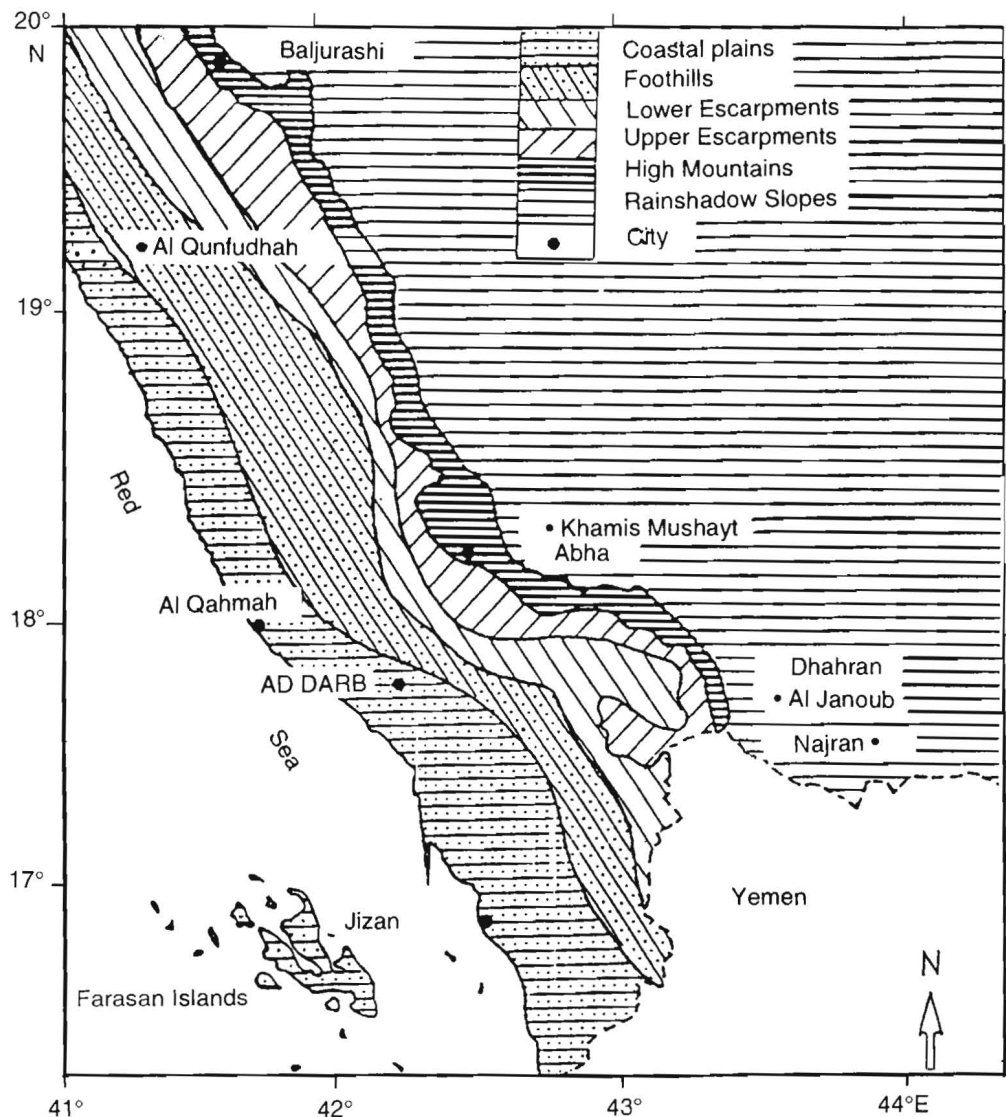 20°
N
Baljurashi
Coastal plains
Foothills
Lower Escarpments
Upper Escarpments
High Mountains
Rainshadow Slopes
City
Al Qunfudhah
19°
Red
Sea
Khamis Mushayt
Abha
Al Qahmah
18°
AD DARB
Dhahran
Al Janoub
Najran
17°
Jizan
Yemen
Farasan Islands
N
41°
42°
43°
44°E